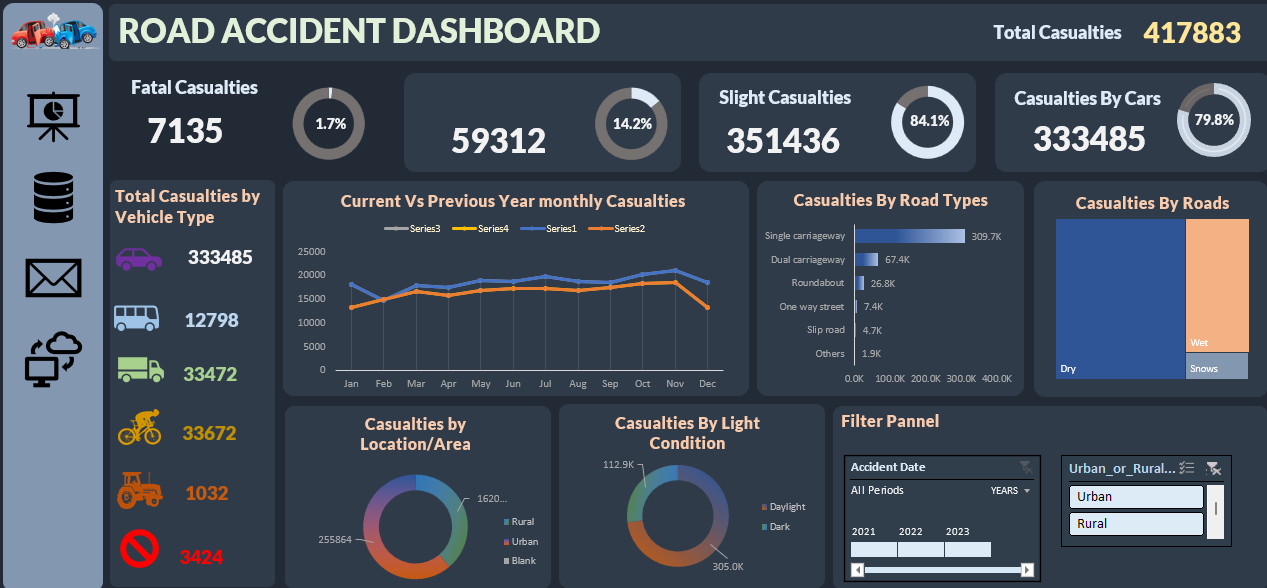 ROAD ACCIDENT DASHBOARD
Total Casualties 417883
Fatal Casualties
7135
1.7%
59312
14.2%
Slight Casualties
351436
84.1%
Casualties By Cars
333485
79.8%
Total Casualties by
Vehicle Type
333485
12798
33472
33672
1032
3424
Current Vs Previous Year monthly Casualties
Series3 Series4 Series1 Series2
25000
20000
15000
10000
5000
0
Jan Feb Mar Apr May Jun Jul Aug Sep Oct Nov Dec
Casualties By Road Types
Single carriageway 309.7K
Dual carriageway 67.4K
Roundabout 26.8K
One way street 7.4K
Slip road 4.7K
Others 1.9K
0.0K 100.0K 200.0K 300.0K 400.0K
Casualties By Roads
Dry
Wet
Snows
Casualties by
Location/Area
1620...
255864
Rural
Urban
Blank
Casualties By Light
Condition
112.9K
305.0K
Daylight
Dark
Filter Pannel
Accident Date
All Periods YEARS
2021 2022 2023
Urban_or_Rural...
Urban
Rural